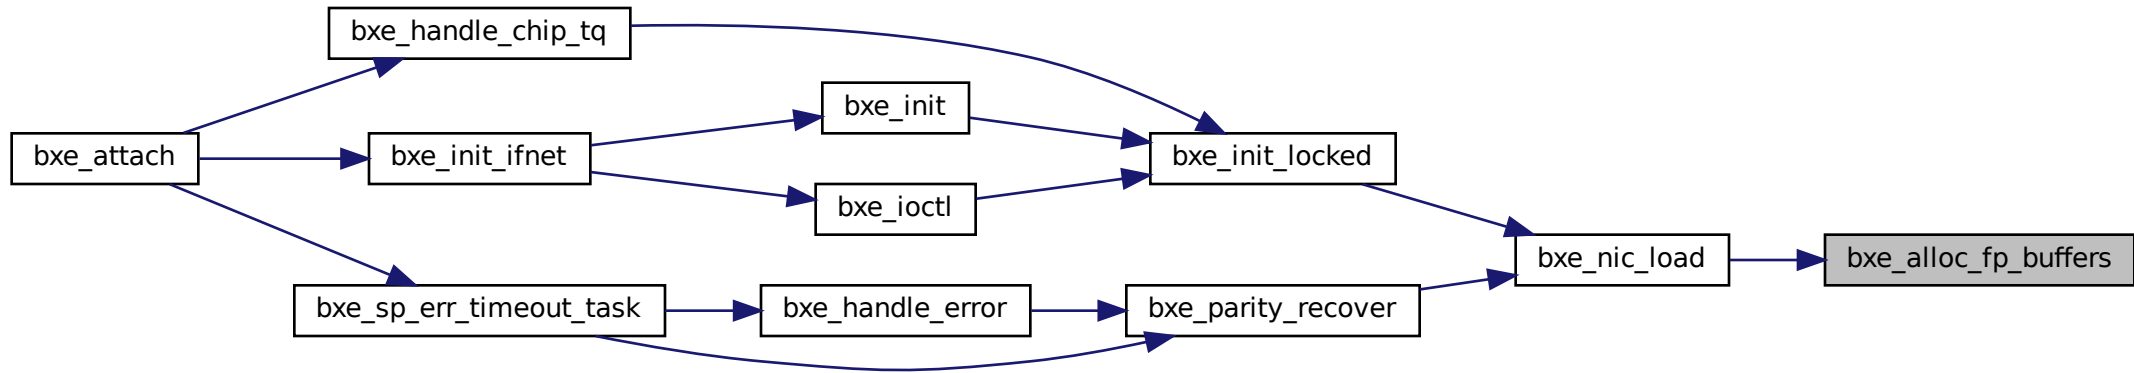 bxe_handle_chip_tq
bxe_init
bxe_attach
bxe_init_ifnet
bxe_init_locked
bxe_ioctl
bxe_nic_load
bxe_alloc_fp_buffers
bxe_sp_err_timeout_task
bxe_handle_error
bxe_parity_recover